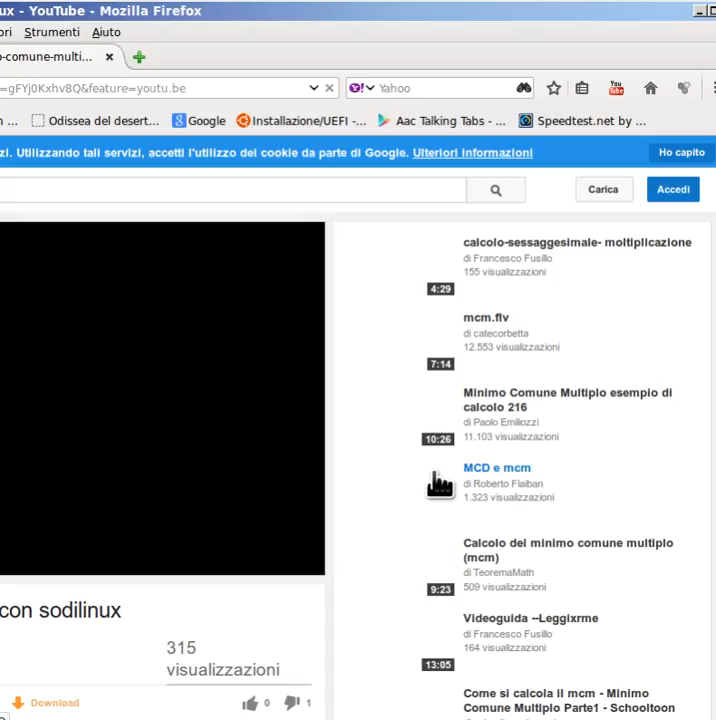 ux - YouTube - Mozilla Firefox
ori Strumenti Aiuto
o-comune-multi...
=gFYj0Kxhv8Q&feature=youtu.be
Y! Yahoo
You Tube
n ... Odissea del desert... Google Installazione/UEFI -... Aac Talking Tabs - ... Speedtest.net by ...
zi. Utilizzando tali servizi, accetti l'utilizzo dei cookie da parte di Google. Ulteriori informazioni Ho capito
Carica Accedi
calcolo-sessaggesimale- moltiplicazione
di Francesco Fusillo
155 visualizzazioni
4:29
mcm.flv
di catecorbetta
12.553 visualizzazioni
7:14
Minimo Comune Multiplo esempio di
calcolo 216
di Paolo Emiliozzi
11.103 visualizzazioni
10:26
MCD e mcm
di Roberto Flaiban
1.323 visualizzazioni
Calcolo del minimo comune multiplo
(mcm)
di TeoremaMath
509 visualizzazioni
9:23
Videoguida --Leggixrme
di Francesco Fusillo
164 visualizzazioni
13:05
Come si calcola il mcm - Minimo
Comune Multiplo Parte1 - Schooltoon
con sodilinux
315
visualizzazioni
Download 0 1